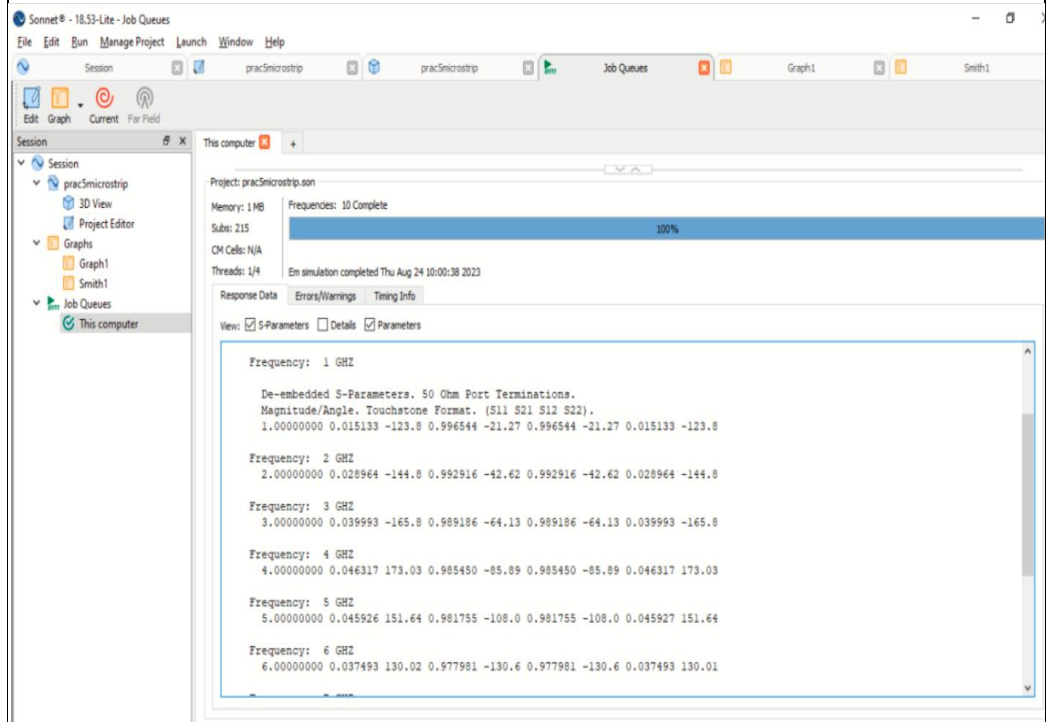 Sonnet® - 18.53-Lite - Job Queues
File Edit Run Manage Project Launch Window Help
Session prac5microstrip prac5microstrip Job Queues Graph1 Smith1
Edit Graph Current Far Field
Session
This computer
Session
prac5microstrip
3D View
Project Editor
Graphs
Graph1
Smith1
Job Queues
This computer
Project: prac5microstrip.son
Memory: 1 MB
Frequencies: 10 Complete
Subs: 215
100%
CM Cells: N/A
Threads: 1/4
Em simulation completed Thu Aug 24 10:00:38 2023
Response Data Errors/Warnings Timing Info
View: S-Parameters Details Parameters
Frequency: 1 GHZ
De-embedded S-Parameters. 50 Ohm Port Terminations.
Magnitude/Angle. Touchstone Format. (S11 S21 S12 S22).
1.00000000 0.015133 -123.8 0.996544 -21.27 0.996544 -21.27 0.015133 -123.8
Frequency: 2 GHZ
2.00000000 0.028964 -144.8 0.992916 -42.62 0.992916 -42.62 0.028964 -144.8
Frequency: 3 GHZ
3.00000000 0.039993 -165.8 0.989186 -64.13 0.989186 -64.13 0.039993 -165.8
Frequency: 4 GHZ
4.00000000 0.046317 173.03 0.985450 -85.89 0.985450 -85.89 0.046317 173.03
Frequency: 5 GHZ
5.00000000 0.045926 151.64 0.981755 -108.0 0.981755 -108.0 0.045927 151.64
Frequency: 6 GHZ
6.00000000 0.037493 130.02 0.977981 -130.6 0.977981 -130.6 0.037493 130.01